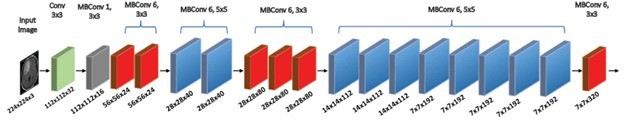 Input
Image
Conv
3x3
MBConv 1,
3x3
MBConv 6,
3x3
MBConv 6, 5x5
MBConv 6, 3x3
MBConv 6, 5x5
MBConv 6,
3x3
224x224x3
112x112x32
112x112x16
56x56x24
56x56x24
28x28x40
28x28x40
28x28x80
28x28x80
28x28x80
14x14x112
14x14x112
14x14x112
7x7x192
7x7x192
7x7x192
7x7x192
7x7x192
7x7x320